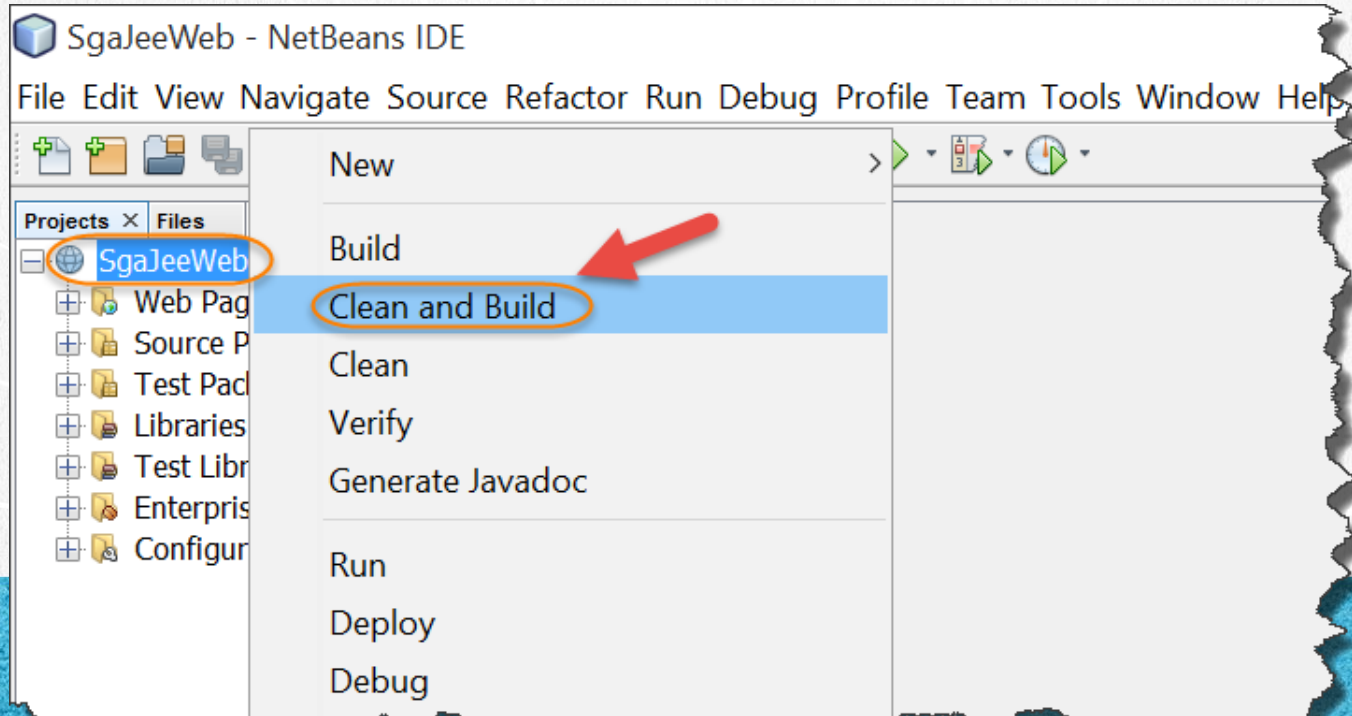 SgaJeeWeb - NetBeans IDE
File Edit View Navigate Source Refactor Run Debug Profile Team Tools Window Help
Projects Files
SgaJeeWeb
Web Pag
Source P
Test Pac
Libraries
Test Libr
Enterpris
Configur
New
Build
Clean and Build
Clean
Verify
Generate Javadoc
Run
Deploy
Debug